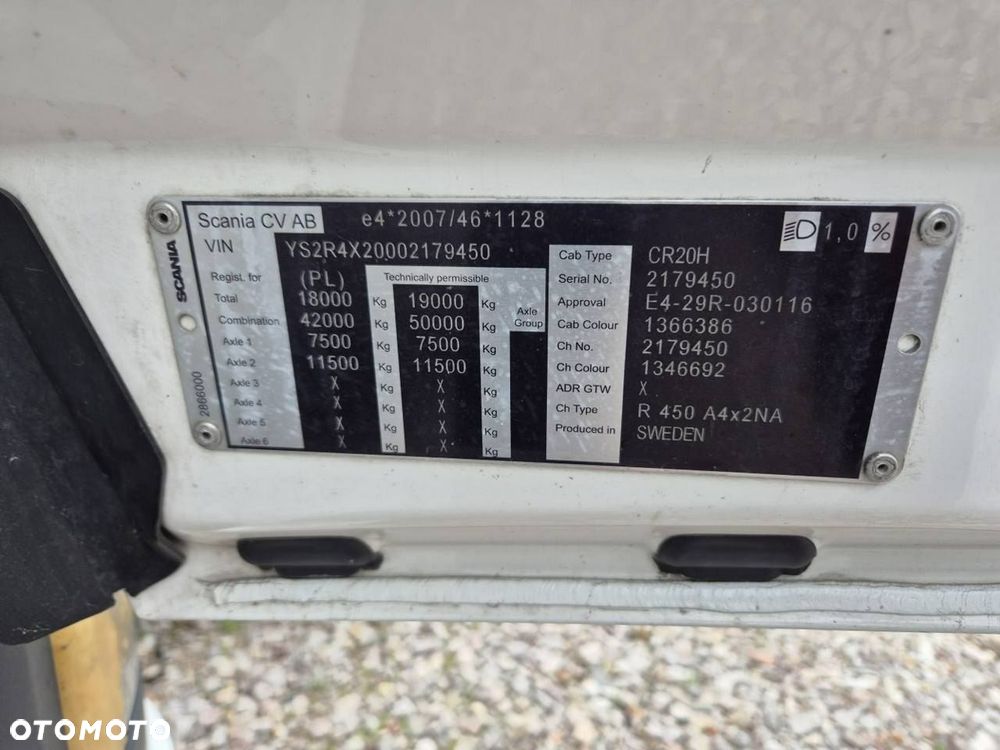 Scania CV AB e4*2007/46*1128 1,0 %
VIN YS2R4X20002179450
Regist. for (PL) Technically permissible
Total 18000 Kg 19000 Kg Axle Group
Combination 42000 Kg 50000 Kg
Axle 1 7500 Kg 7500 Kg
Axle 2 11500 Kg 11500 Kg
Axle 3 X Kg X Kg
Axle 4 X Kg X Kg
Axle 5 X Kg X Kg
Axle 6 X Kg X Kg
Cab Type CR20H
Serial No. 2179450
Approval E4-29R-030116
Cab Colour 1366386
Ch No. 2179450
Ch Colour 1346692
ADR GTW X
Ch Type R 450 A4x2NA
Produced in SWEDEN
SCANIA
2866000
OTOMOTO